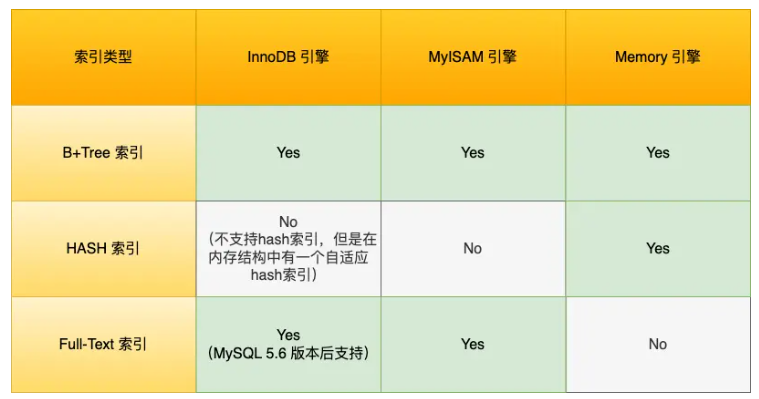 索引类型
InnoDB 引擎
MyISAM 引擎
Memory 引擎
B+Tree 索引
Yes
Yes
Yes
HASH 索引
No
（不支持hash索引，但是在
内存结构中有一个自适应
hash索引）
No
Yes
Full-Text 索引
Yes
（MySQL 5.6 版本后支持）
Yes
No